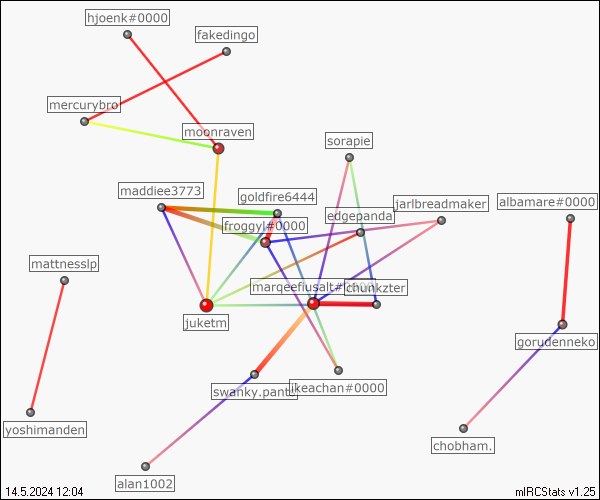 hjoenk#0000
fakedingo
mercurybro
moonraven
sorapie
maddiee3773
goldfire6444
jarlbreadmaker
albamare#0000
edgepanda
froggyl#0000
mattnesslp
chunkzter
juketm
gorudenneko
swanky.pants
ikeachan#0000
yoshimanden
chobham.
alan1002
14.5.2024 12:04
mIRCStats v1.25